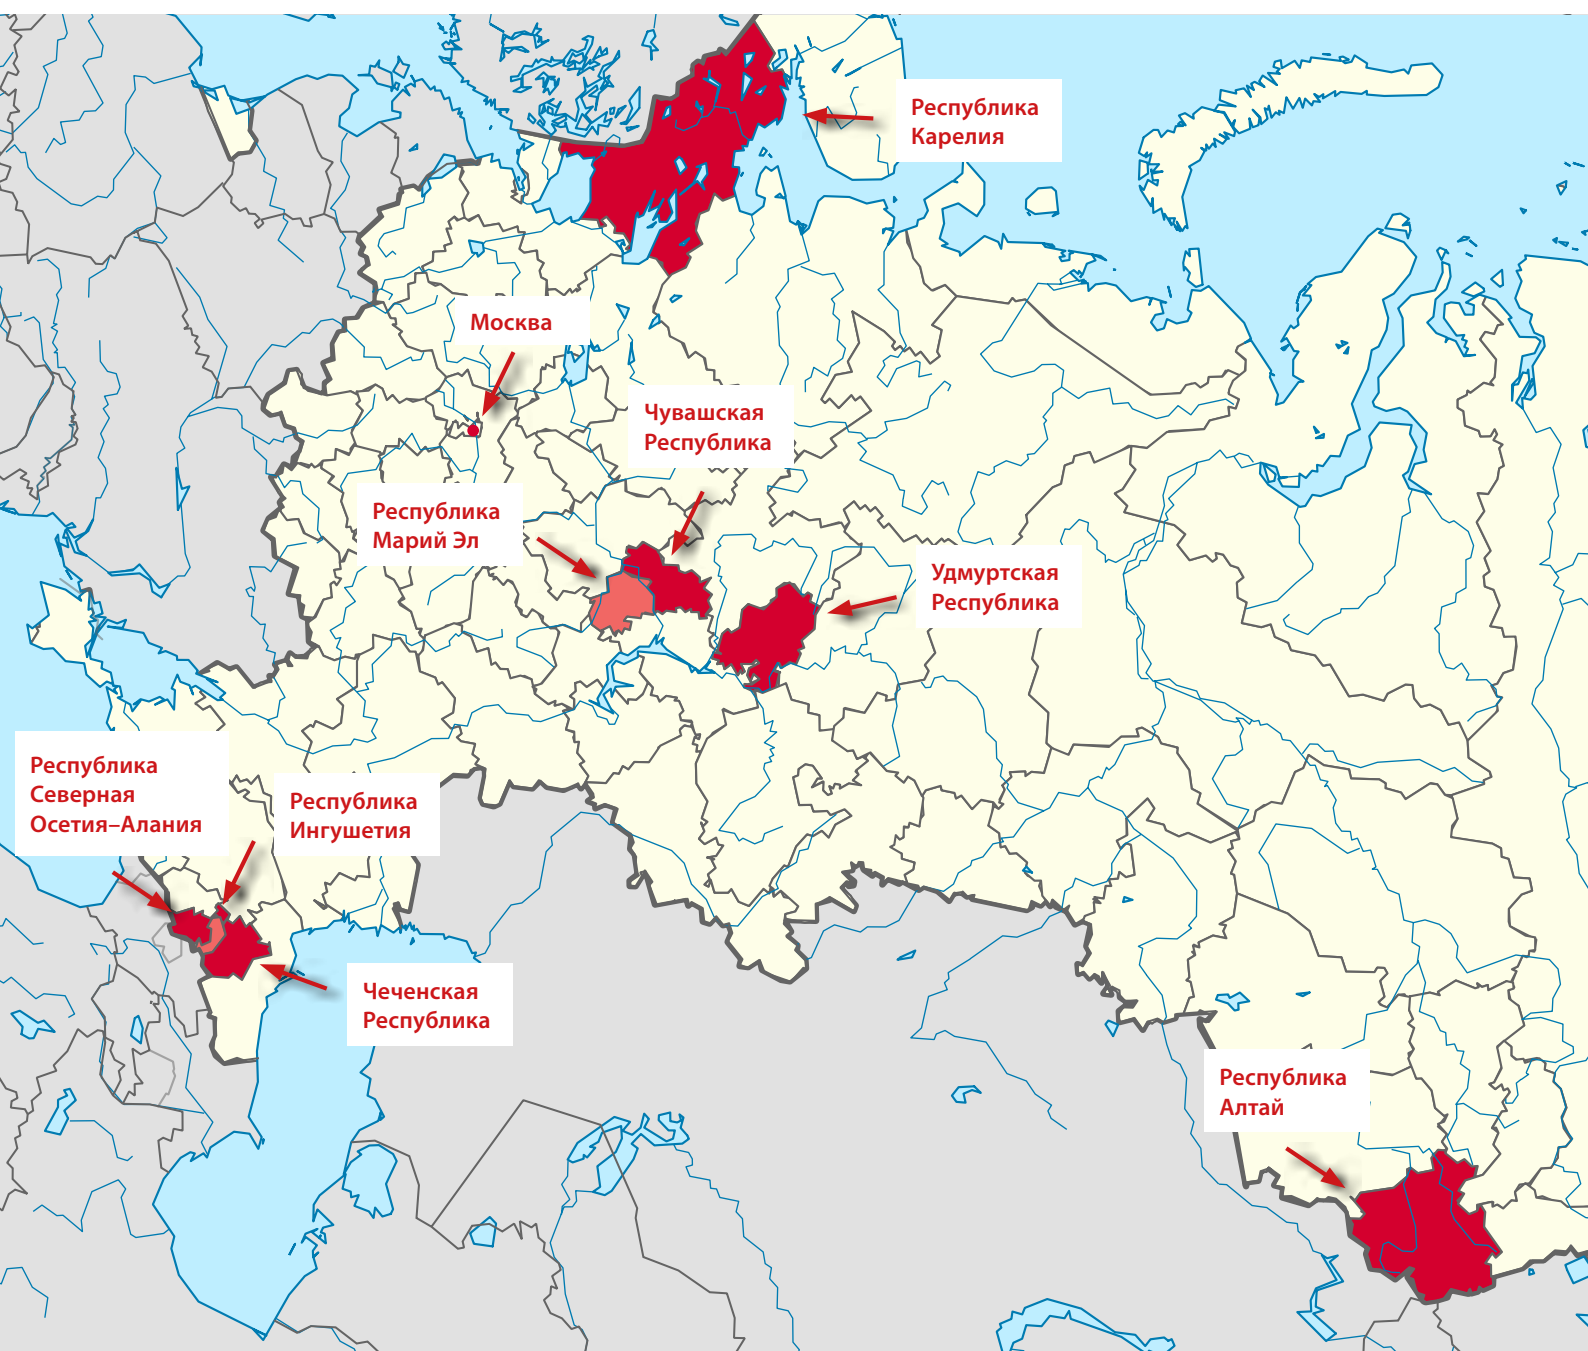 Республика
Карелия
Москва
Чувашская
Республика
Республика
Марий Эл
Удмуртская
Республика
Республика
Северная
Осетия–Алания
Республика
Ингушетия
Чеченская
Республика
Республика
Алтай